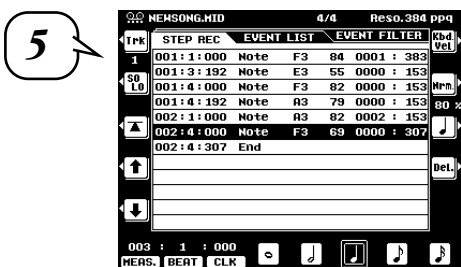 5
NEWSONG.MID 4/4 Reso.384 ppq
Trk STEP REC EVENT LIST EVENT FILTER Kbd. Vel
1 001:1:000 Note F3 84 0001 : 383
001:3:192 Note E3 55 0000 : 153
SO LO 001:4:000 Note F3 82 0000 : 153 Nrm.
001:4:192 Note A3 79 0000 : 153 80 %
002:1:000 Note A3 82 0002 : 153
002:4:000 Note F3 69 0000 : 307
002:4:307 End
Del.
003 : 1 : 000
MEAS. BEAT CLK